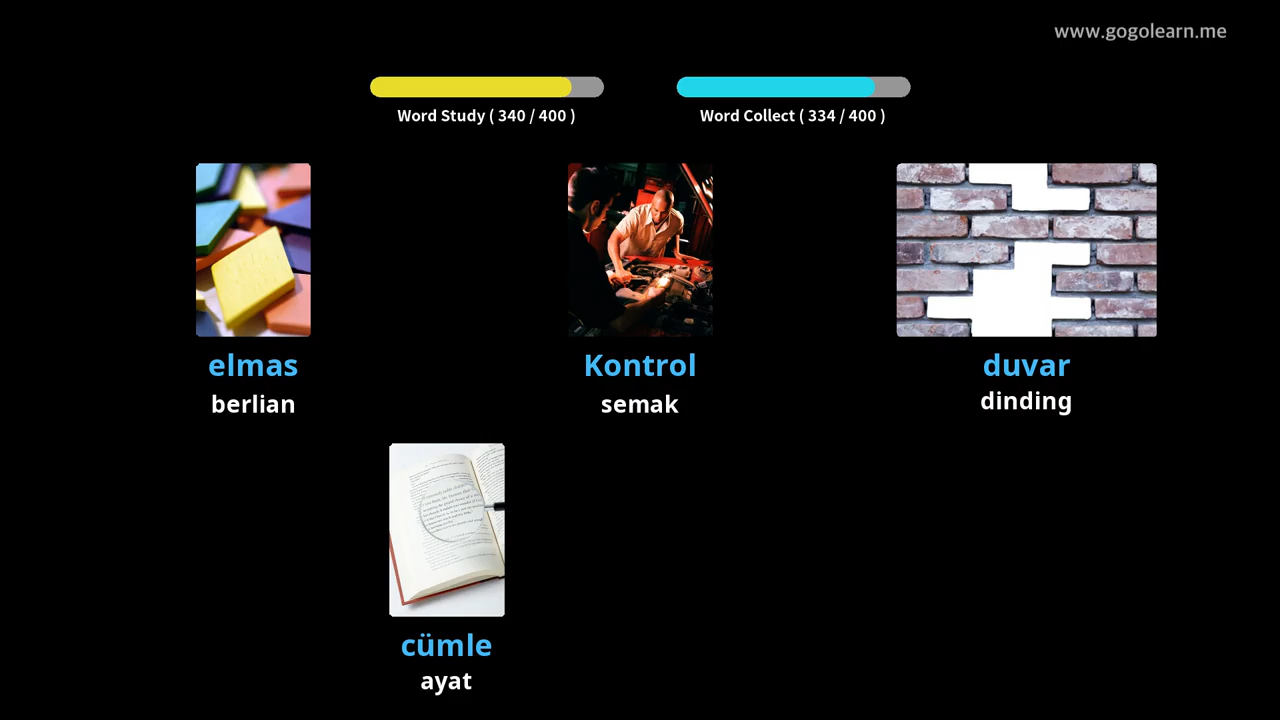 www.gogolearn.me
Word Study ( 340 / 400 )
Word Collect ( 334 / 400 )
elmas
berlian
Kontrol
semak
duvar
dinding
cümle
ayat